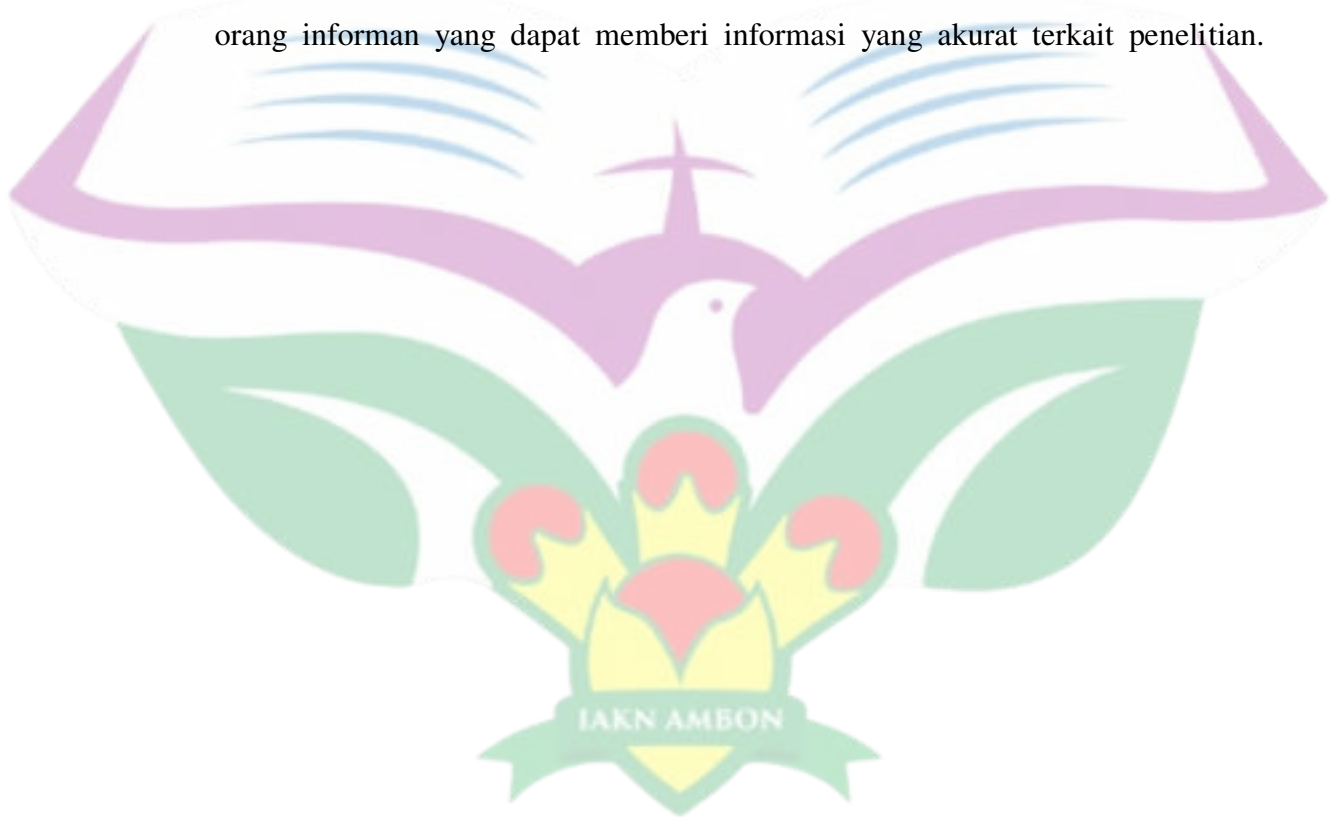 orang informan yang dapat memberi informasi yang akurat terkait penelitian.
IAKN AMBON